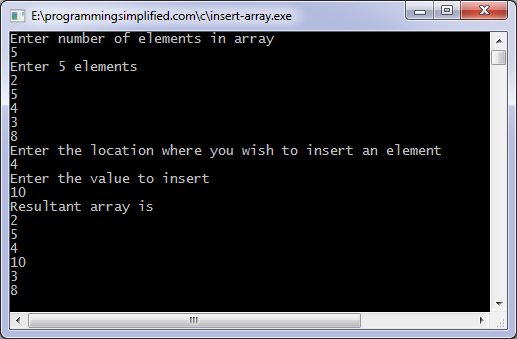 E:\programmingsimplified.com\c\insert-array.exe
Enter number of elements in array
5
Enter 5 elements
2
5
4
3
8
Enter the location where you wish to insert an element
4
Enter the value to insert
10
Resultant array is
2
5
4
10
3
8